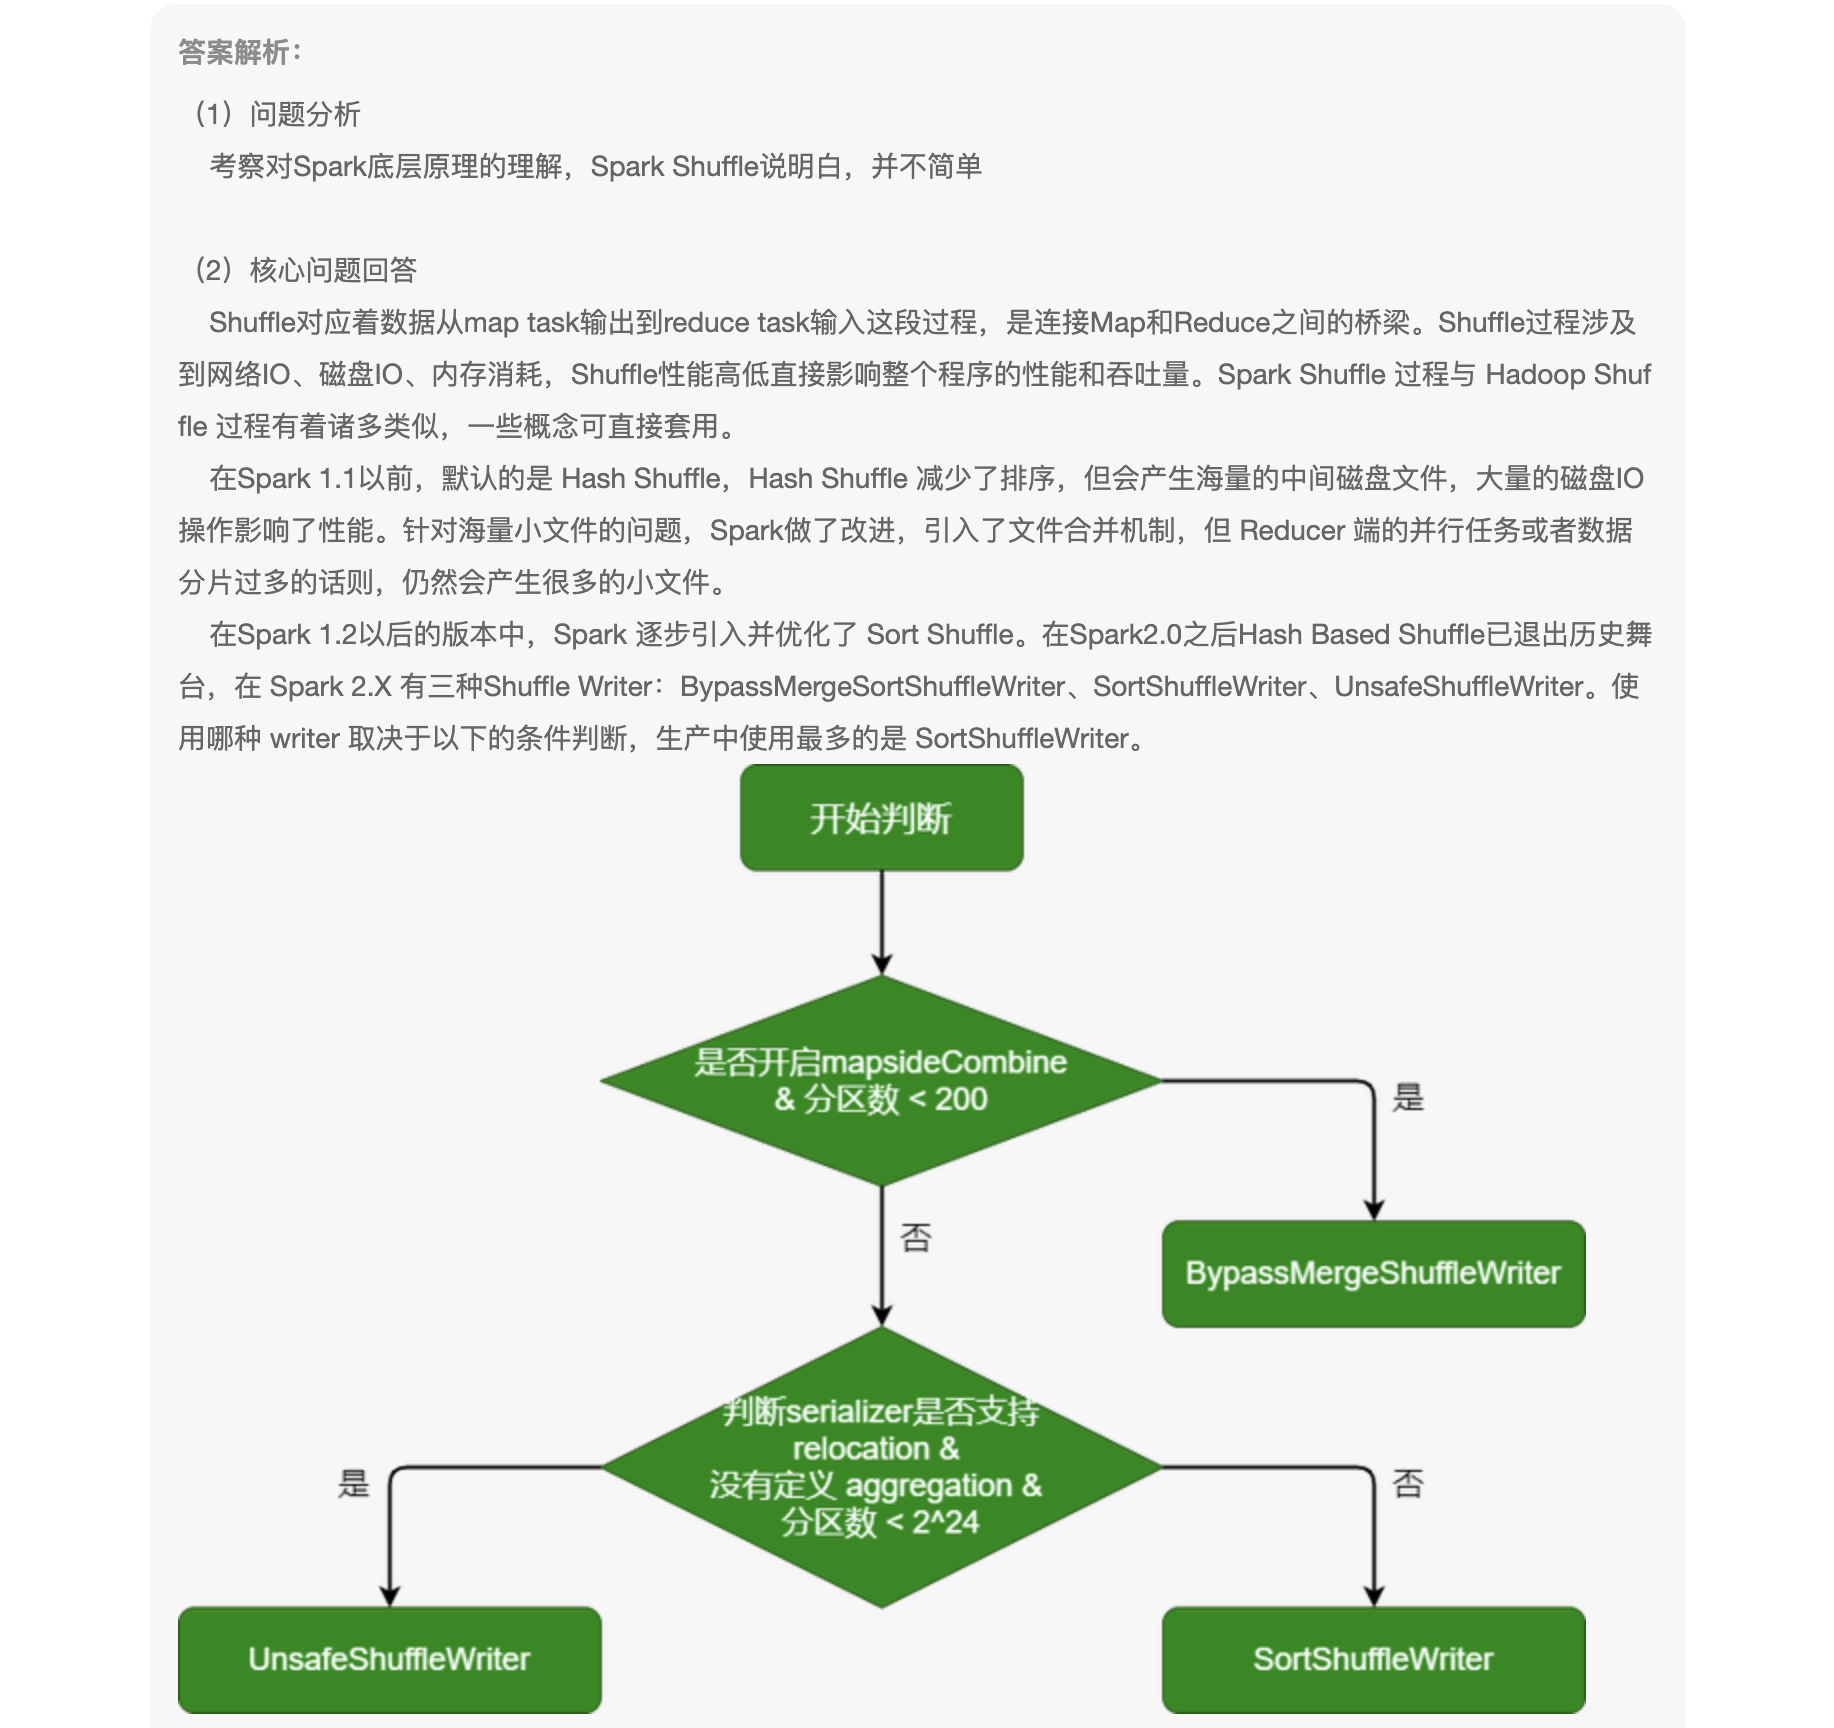 答案解析：
（1）问题分析
考察对Spark底层原理的理解，Spark Shuffle说明白，并不简单
（2）核心问题回答
Shuffle对应着数据从map task输出到reduce task输入这段过程，是连接Map和Reduce之间的桥梁。Shuffle过程涉及
到网络IO、磁盘IO、内存消耗，Shuffle性能高低直接影响整个程序的性能和吞吐量。Spark Shuffle 过程与 Hadoop Shuf
fle 过程有着诸多类似，一些概念可直接套用。
在Spark 1.1以前，默认的是 Hash Shuffle，Hash Shuffle 减少了排序，但会产生海量的中间磁盘文件，大量的磁盘IO
操作影响了性能。针对海量小文件的问题，Spark做了改进，引入了文件合并机制，但 Reducer 端的并行任务或者数据
分片过多的话则，仍然会产生很多的小文件。
在Spark 1.2以后的版本中，Spark 逐步引入并优化了 Sort Shuffle。在Spark2.0之后Hash Based Shuffle已退出历史舞
台，在 Spark 2.X 有三种Shuffle Writer：BypassMergeSortShuffleWriter、SortShuffleWriter、UnsafeShuffleWriter。使
用哪种 writer 取决于以下的条件判断，生产中使用最多的是 SortShuffleWriter。
开始判断
是否开启mapsideCombine
& 分区数 < 200
是
否
BypassMergeShuffleWriter
判断serializer是否支持
relocation &
没有定义 aggregation &
分区数 < 2^24
是
否
UnsafeShuffleWriter
SortShuffleWriter